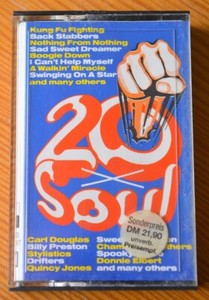 Kung Fu Fighting
Back Stabbers
Nothing From Nothing
Sad Sweet Dreamer
Boogie Down
I Can't Help Myself
A Walkin' Miracle
Swinging On A Star
and many others
20 x Soul
Sonderpreis
DM 21,90
unverb.
Preisempf.
Carl Douglas
Billy Preston
Stylistics
Drifters
Quincy Jones
Donnie Elbert
and many others